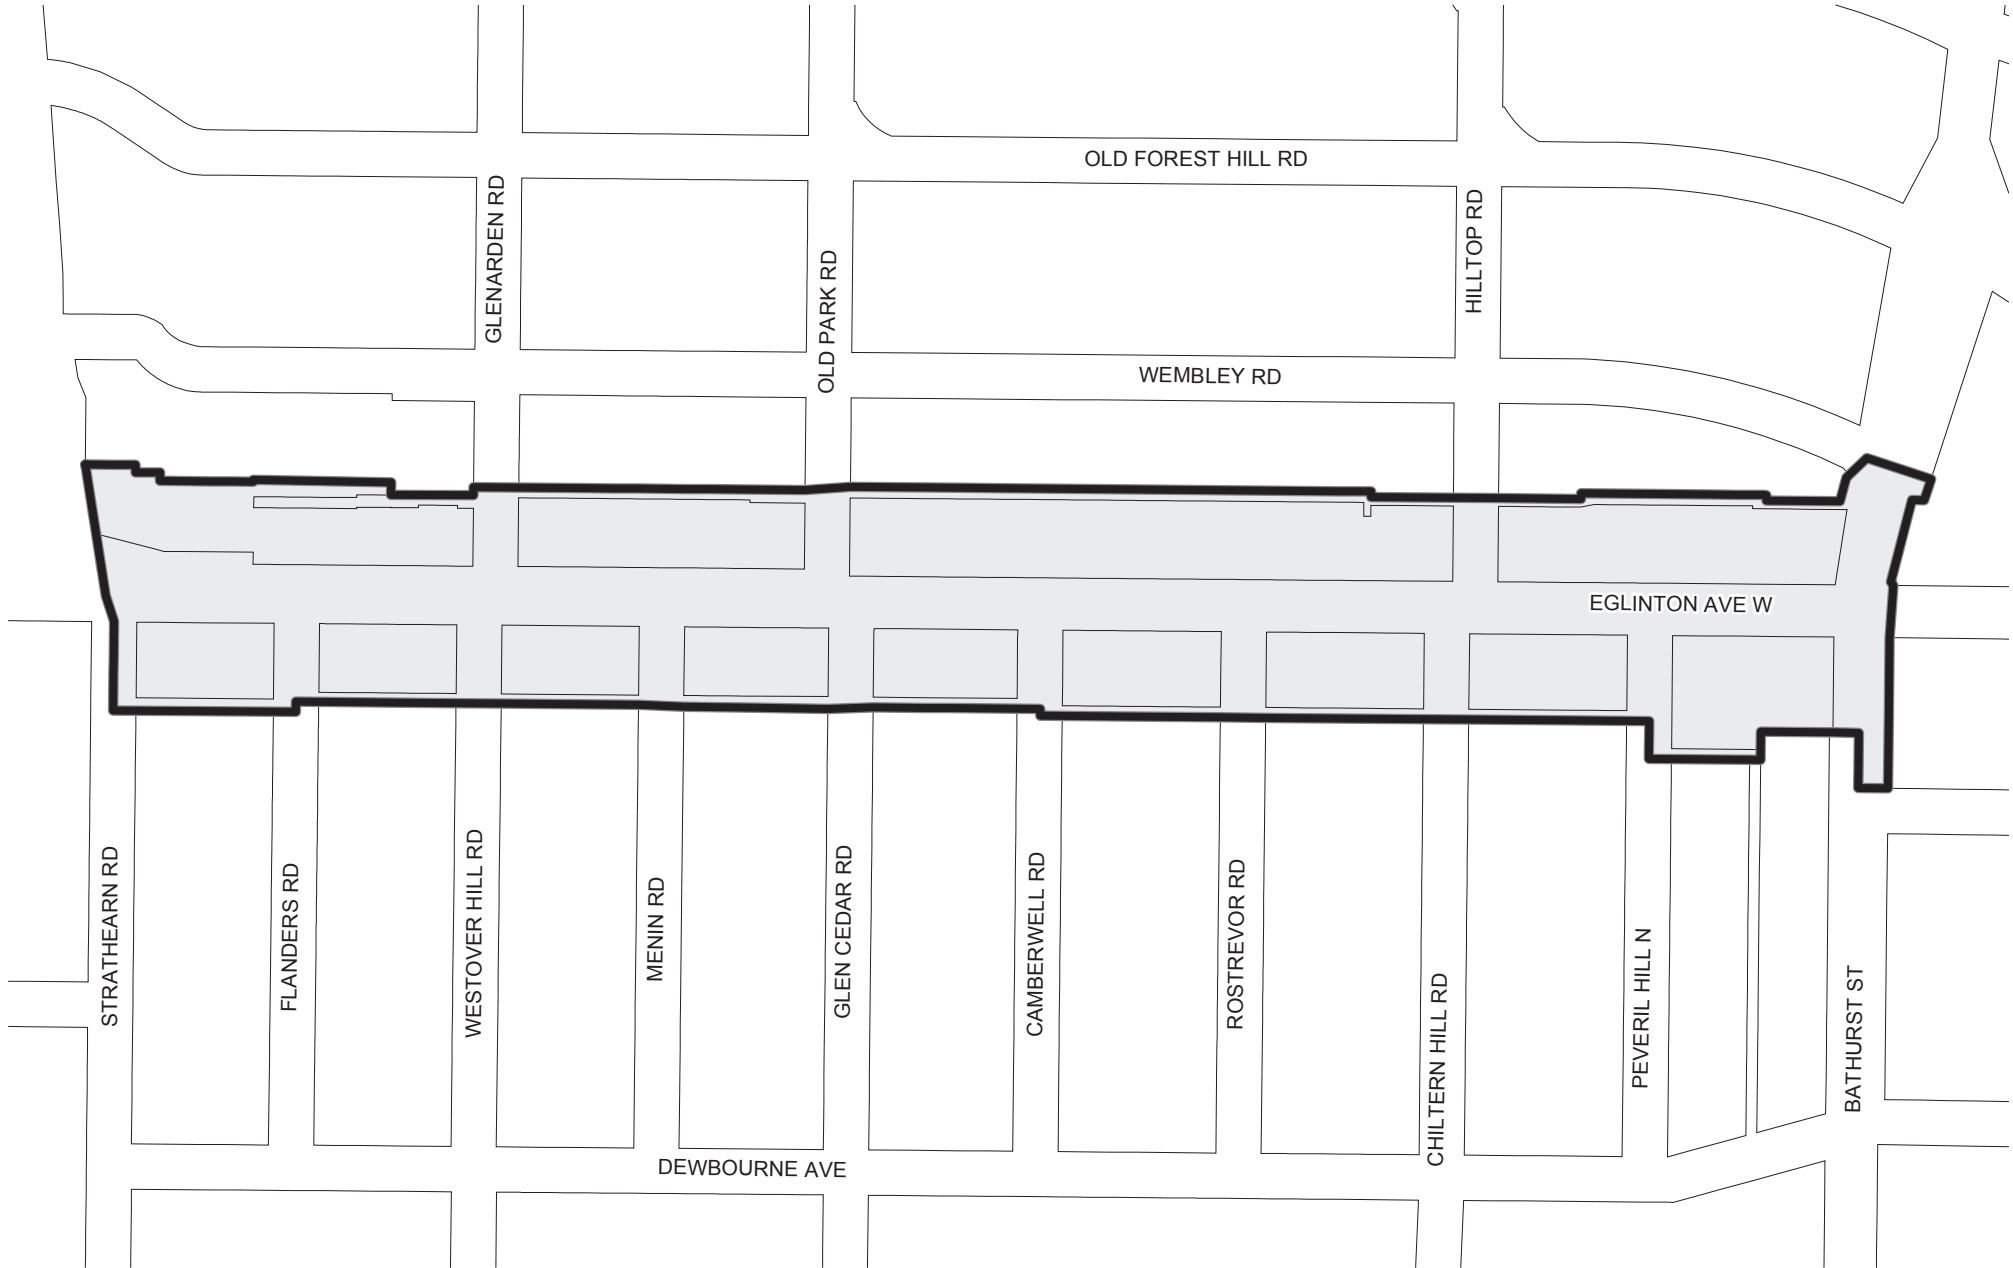 OLD FOREST HILL RD
GLENARDEN RD
HILLTOP RD
OLD PARK RD
WEMBLEY RD
EGLINTON AVE W
STRATHEARN RD
FLANDERS RD
WESTOVER HILL RD
MENIN RD
GLEN CEDAR RD
CAMBERWELL RD
ROSTREVOR RD
CHILTERN HILL RD
PEVERIL HILL N
BATHURST ST
DEWBOURNE AVE